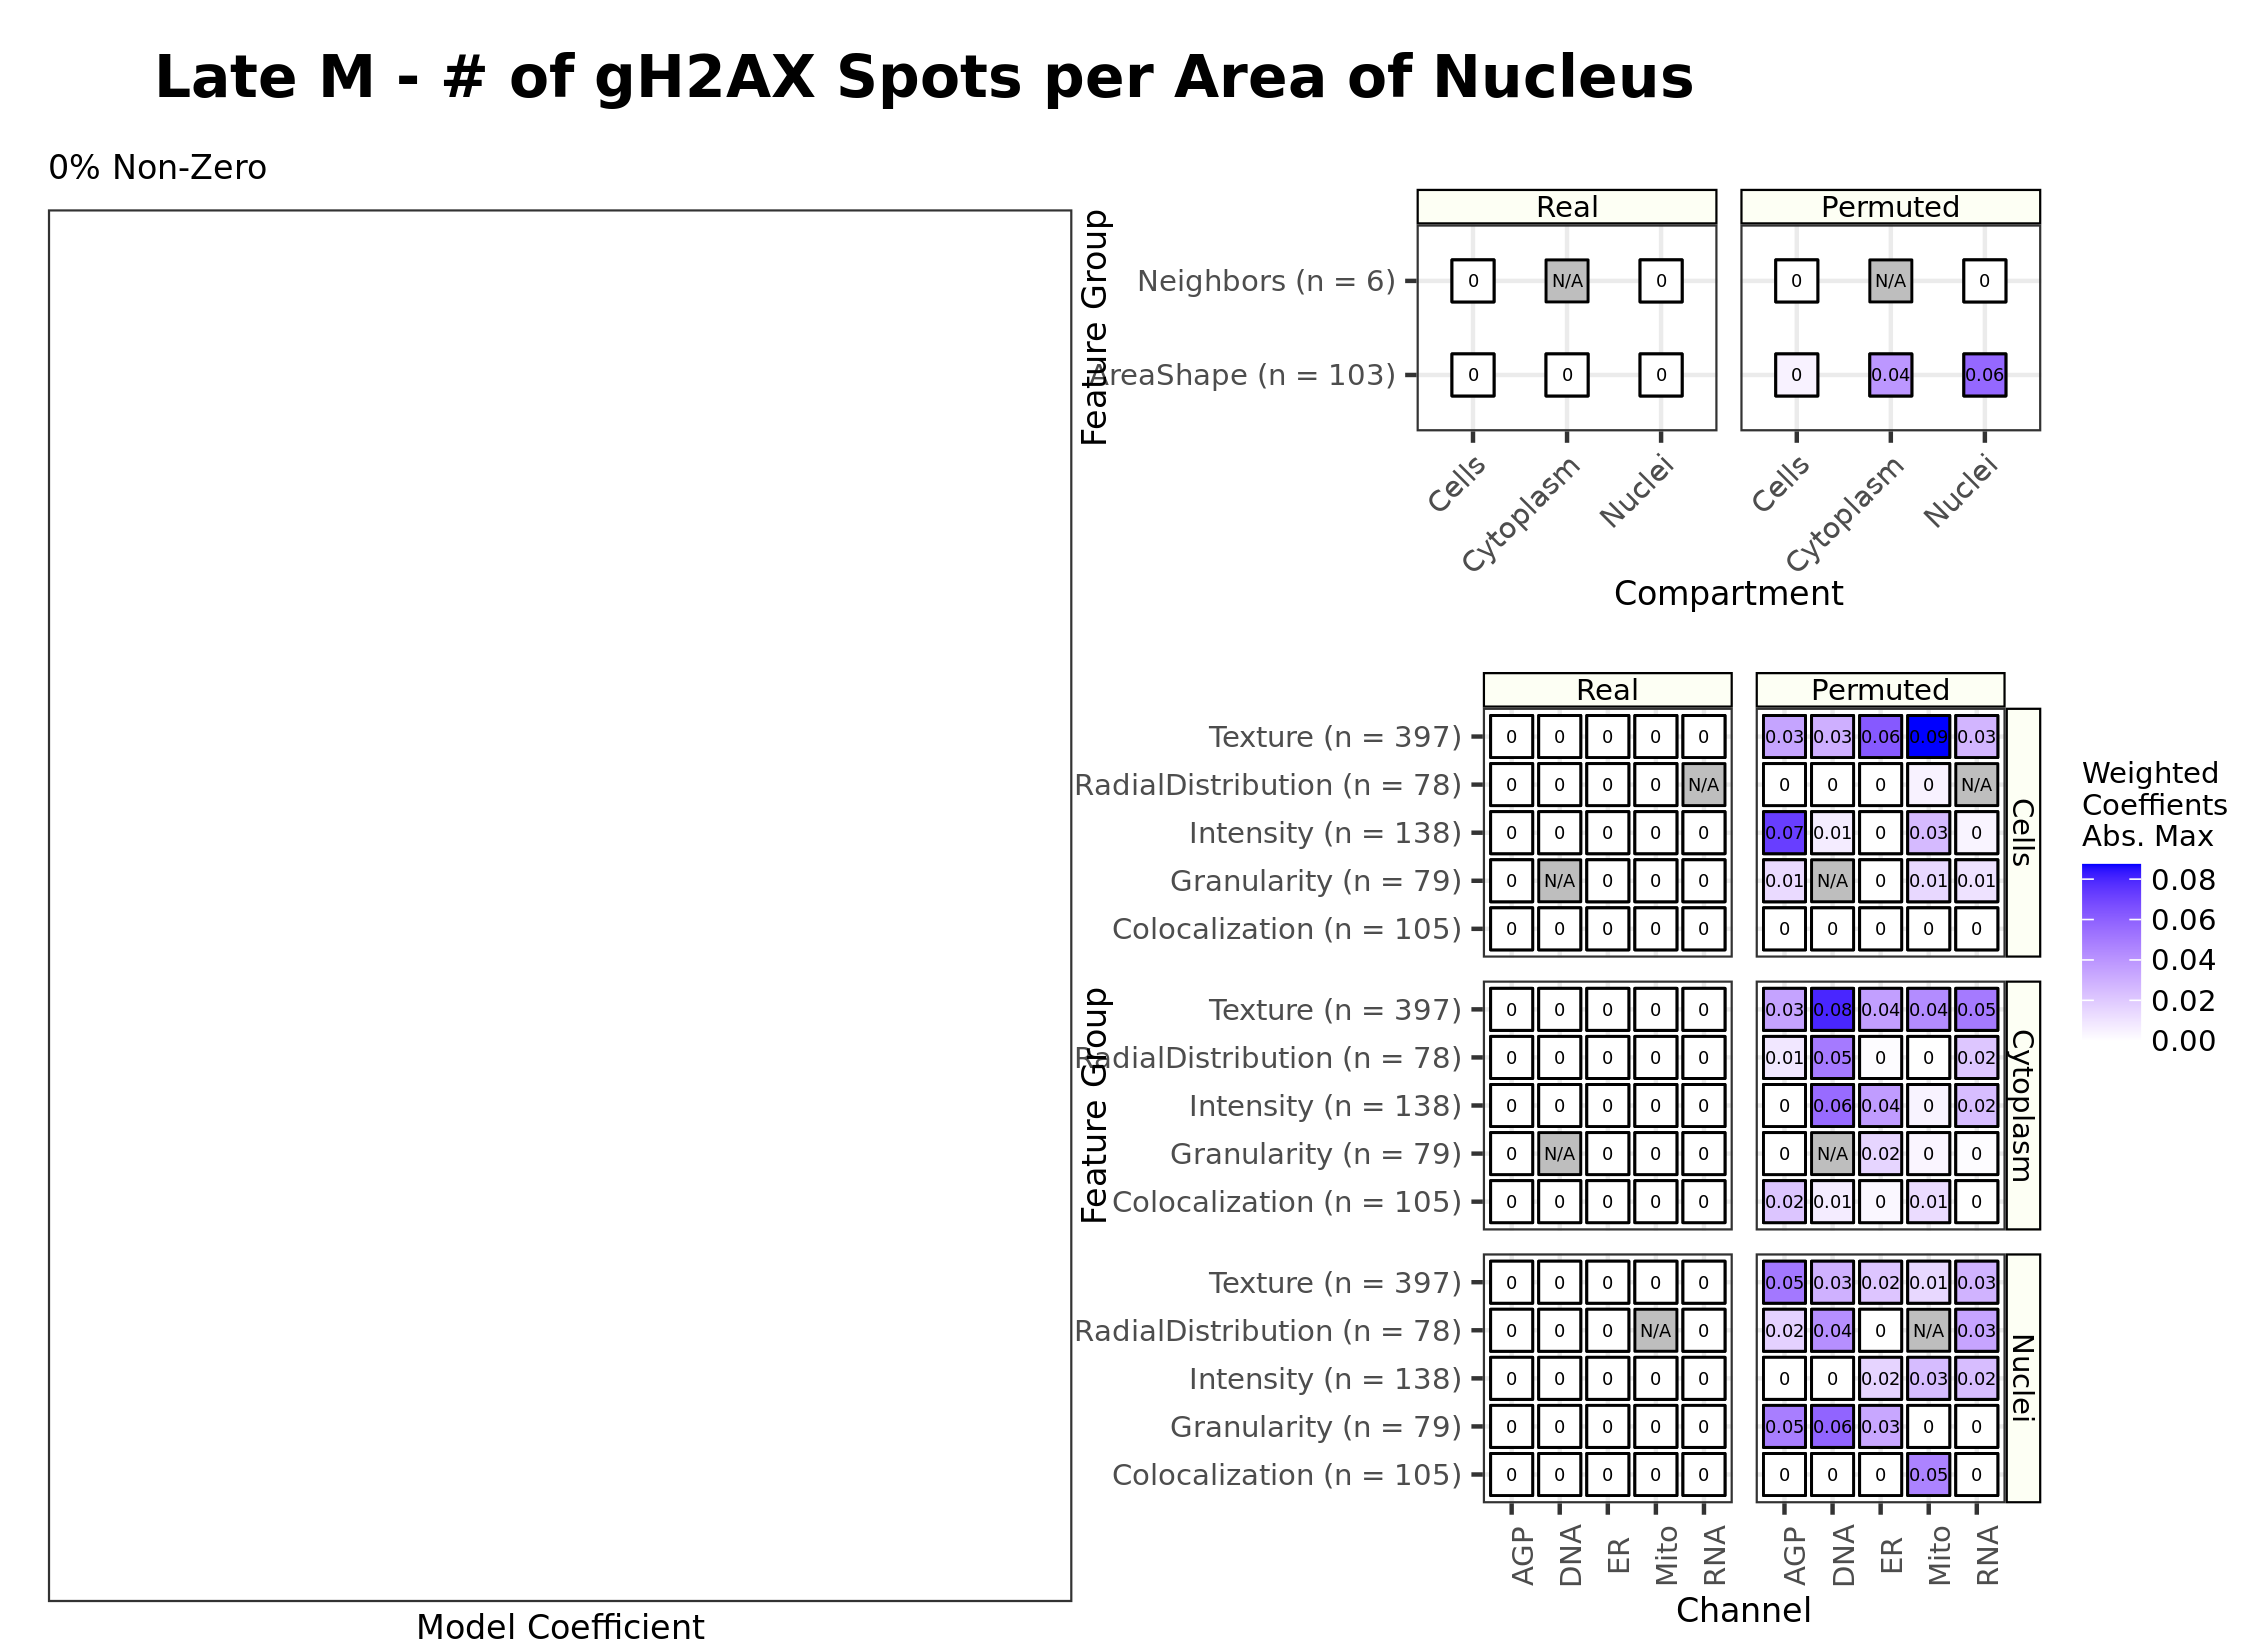 Late M - # of gH2AX Spots per Area of Nucleus
0% Non-Zero
Model Coefficient
Feature Group
Real
Permuted
Neighbors (n = 6)
0 N/A 0 0 N/A 0
AreaShape (n = 103)
0 0 0 0 0.04 0.06
Cells Cytoplasm Nuclei Cells Cytoplasm Nuclei
Compartment
Feature Group
Real
Permuted
Texture (n = 397) 0 0 0 0 0 0.03 0.03 0.06 0.09 0.03
RadialDistribution (n = 78) 0 0 0 0 N/A 0 0 0 0 N/A
Intensity (n = 138) 0 0 0 0 0 0.07 0.01 0 0.03 0
Granularity (n = 79) 0 N/A 0 0 0 0.01 N/A 0 0.01 0.01
Colocalization (n = 105) 0 0 0 0 0 0 0 0 0 0
Cells
Texture (n = 397) 0 0 0 0 0 0.03 0.08 0.04 0.04 0.05
RadialDistribution (n = 78) 0 0 0 0 0 0.01 0.05 0 0 0.02
Intensity (n = 138) 0 0 0 0 0 0 0.06 0.04 0 0.02
Granularity (n = 79) 0 N/A 0 0 0 0 N/A 0.02 0 0
Colocalization (n = 105) 0 0 0 0 0 0.02 0.01 0 0.01 0
Cytoplasm
Texture (n = 397) 0 0 0 0 0 0.05 0.03 0.02 0.01 0.03
RadialDistribution (n = 78) 0 0 0 N/A 0 0.02 0.04 0 N/A 0.03
Intensity (n = 138) 0 0 0 0 0 0 0 0.02 0.03 0.02
Granularity (n = 79) 0 0 0 0 0 0.05 0.06 0.03 0 0
Colocalization (n = 105) 0 0 0 0 0 0 0 0 0.05 0
Nuclei
AGP DNA ER Mito RNA AGP DNA ER Mito RNA
Channel
Weighted
Coeffients
Abs. Max
0.08
0.06
0.04
0.02
0.00